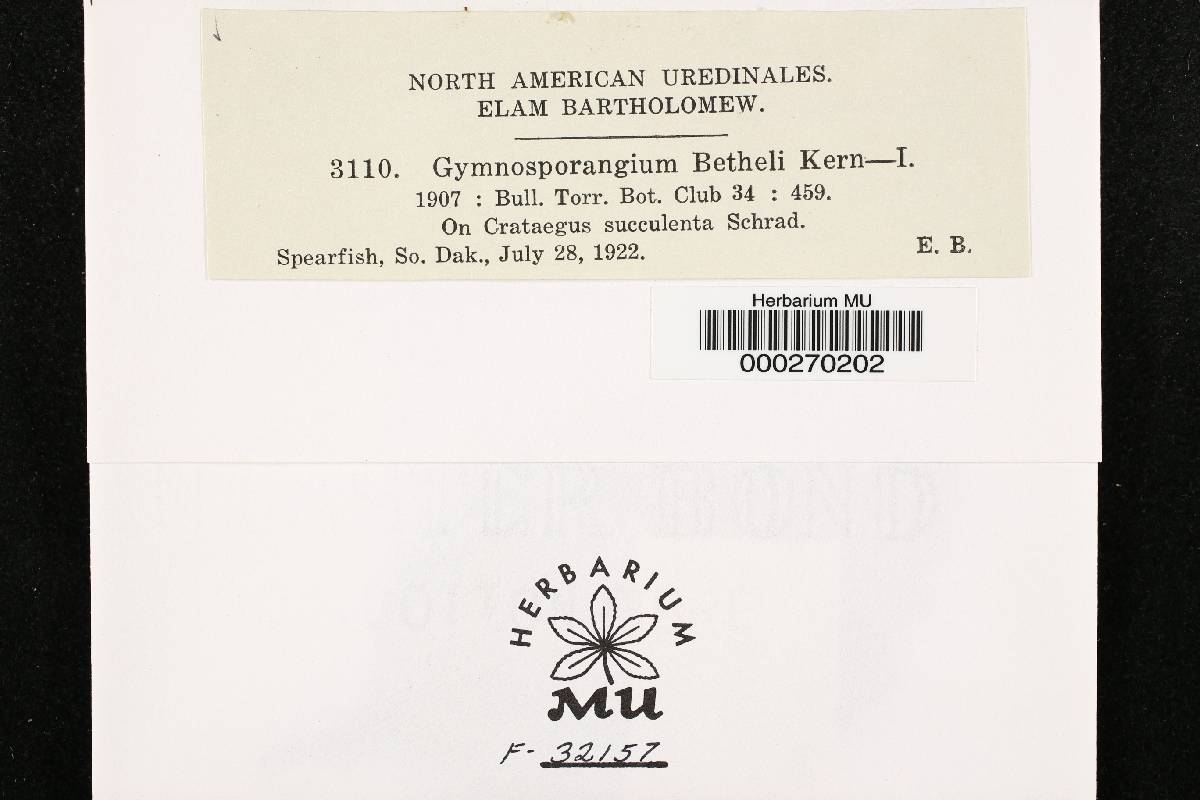 NORTH AMERICAN UREDINALES.
ELAM BARTHOLOMEW.
3110. Gymnosporangium Betheli Kern—I.
1907 : Bull. Torr. Bot. Club 34 : 459.
On Crataegus succulenta Schrad.
Spearfish, So. Dak., July 28, 1922. E. B.
Herbarium MU
000270202
HERBARIUM
MU
F- 32157